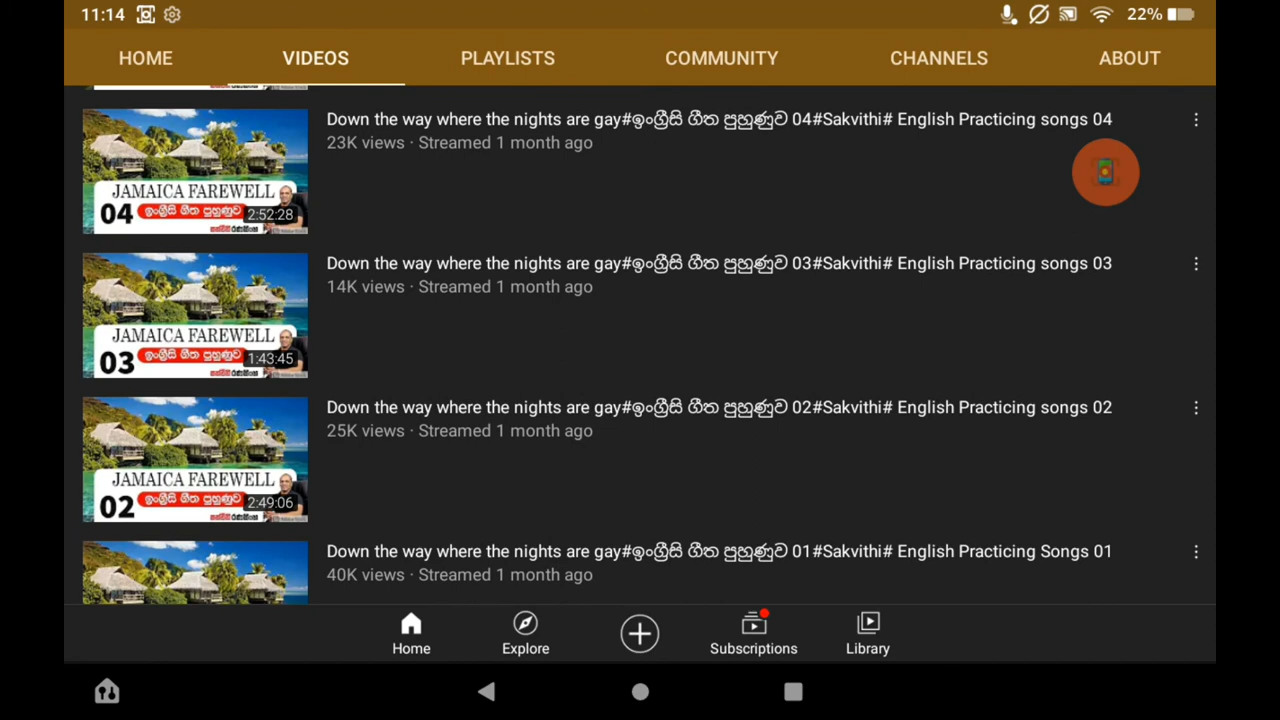 11:14
22%
HOME VIDEOS PLAYLISTS COMMUNITY CHANNELS ABOUT
Down the way where the nights are gay#ඉංග්‍රීසි ගීත පුහුණුව 04#Sakvithi# English Practicing songs 04
23K views · Streamed 1 month ago
JAMAICA FAREWELL
04 ඉංග්‍රීසි ගීත පුහුණුව 2:52:28
Down the way where the nights are gay#ඉංග්‍රීසි ගීත පුහුණුව 03#Sakvithi# English Practicing songs 03
14K views · Streamed 1 month ago
JAMAICA FAREWELL
03 ඉංග්‍රීසි ගීත පුහුණුව 1:43:45
Down the way where the nights are gay#ඉංග්‍රීසි ගීත පුහුණුව 02#Sakvithi# English Practicing songs 02
25K views · Streamed 1 month ago
JAMAICA FAREWELL
02 ඉංග්‍රීසි ගීත පුහුණුව 2:49:06
Down the way where the nights are gay#ඉංග්‍රීසි ගීත පුහුණුව 01#Sakvithi# English Practicing Songs 01
40K views · Streamed 1 month ago
Home Explore Subscriptions Library